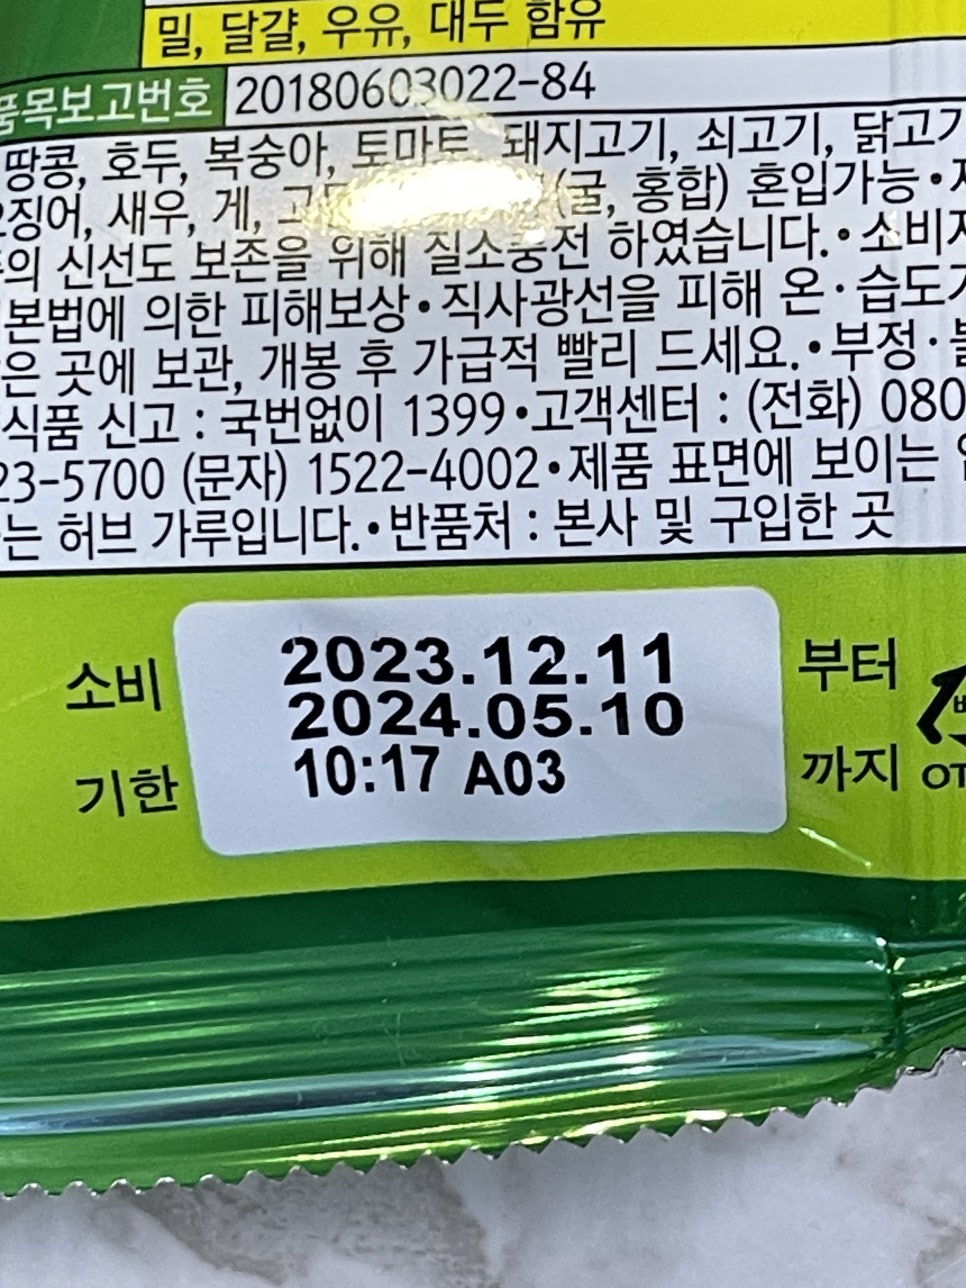 밀, 달걀, 우유, 대두 함유
품목보고번호 20180603022-84
땅콩, 호두, 복숭아, 토마토, 돼지고기, 쇠고기, 닭고기
새우, 게, (굴, 홍합) 혼입가능•
의 신선도 보존을 위해 질소충전 하였습니다.•소비자
본법에 의한 피해보상•직사광선을 피해 온·습도가
은 곳에 보관, 개봉 후 가급적 빨리 드세요.•부정·불
식품 신고 : 국번없이 1399•고객센터 : (전화) 080
23-5700 (문자) 1522-4002•제품 표면에 보이는
는 허브 가루입니다.•반품처 : 본사 및 구입한 곳
소비 2023.12.11 부터
2024.05.10
기한 10:17 A03 까지